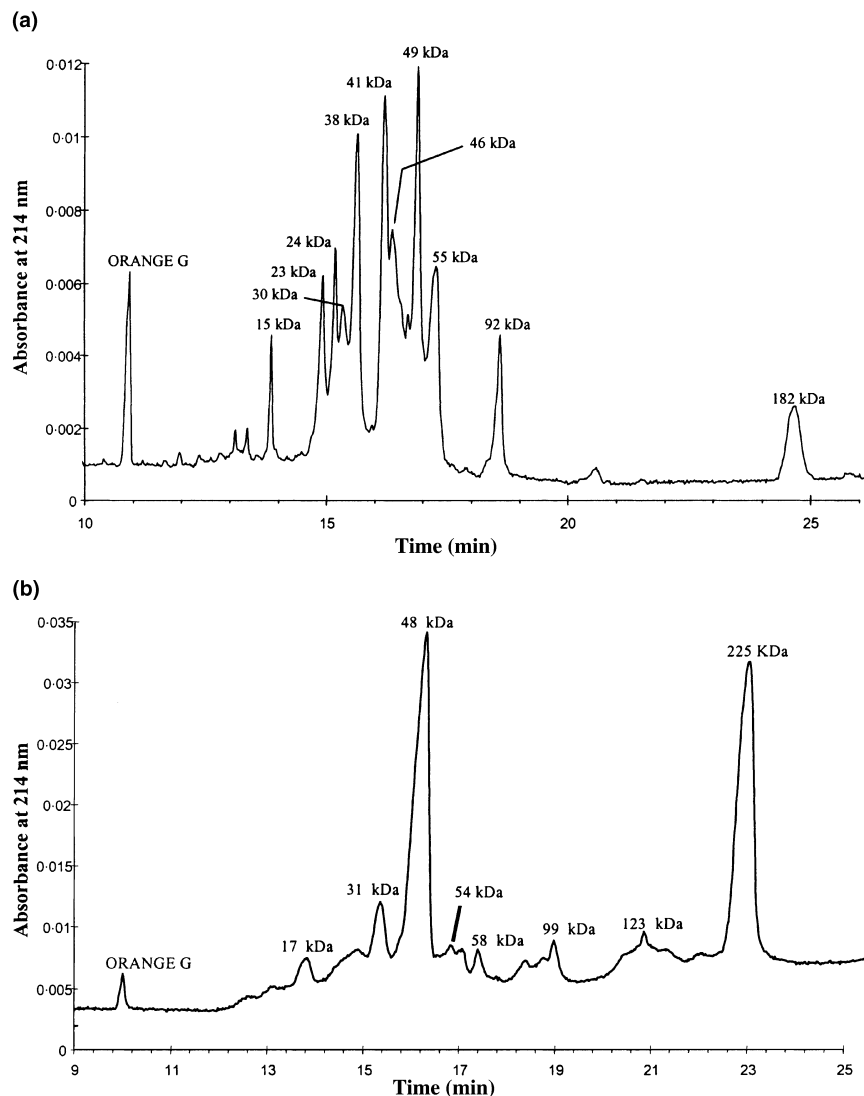 (a)
Absorbance at 214 nm
0·012
0·01
0·008
0·006
0·004
0·002
0
ORANGE G
15 kDa
23 kDa
24 kDa
30 kDa
38 kDa
41 kDa
46 kDa
49 kDa
55 kDa
92 kDa
182 kDa
10 15 20 25
Time (min)
(b)
Absorbance at 214 nm
0·035
0·03
0·025
0·02
0·015
0·01
0·005
0
ORANGE G
17 kDa
31 kDa
48 kDa
54 kDa
58 kDa
99 kDa
123 kDa
225 KDa
9 11 13 15 17 19 21 23 25
Time (min)